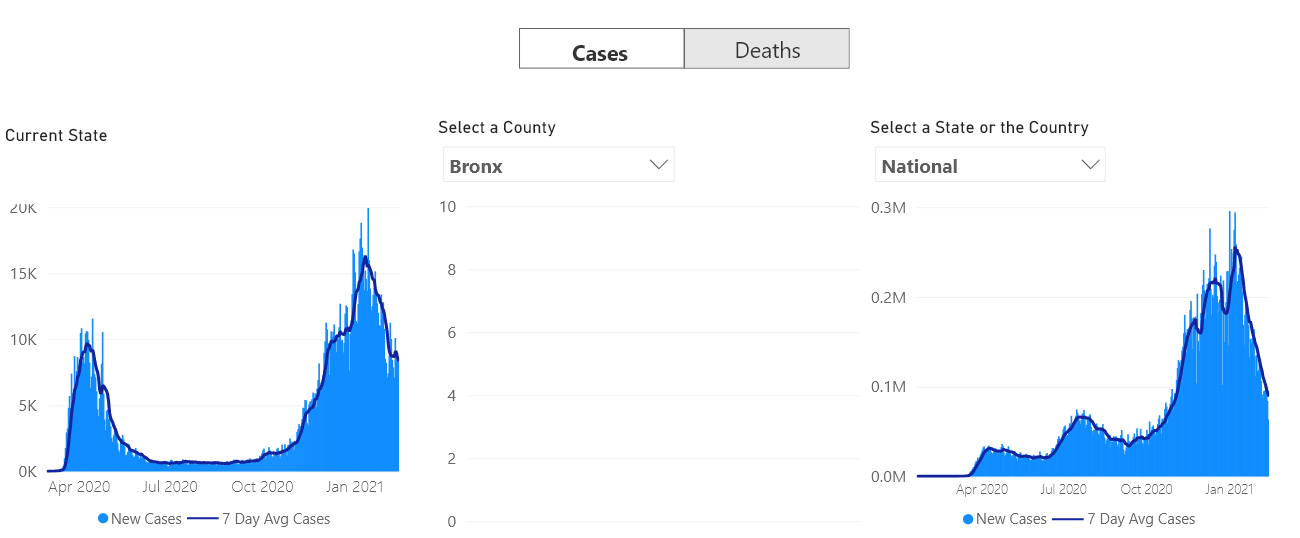 Cases Deaths
Current State
Select a County
Bronx
Select a State or the Country
National
20K
15K
10K
5K
0K
Apr 2020 Jul 2020 Oct 2020 Jan 2021
New Cases 7 Day Avg Cases
10
8
6
4
2
0
0.3M
0.2M
0.1M
0.0M
Apr 2020 Jul 2020 Oct 2020 Jan 2021
New Cases 7 Day Avg Cases